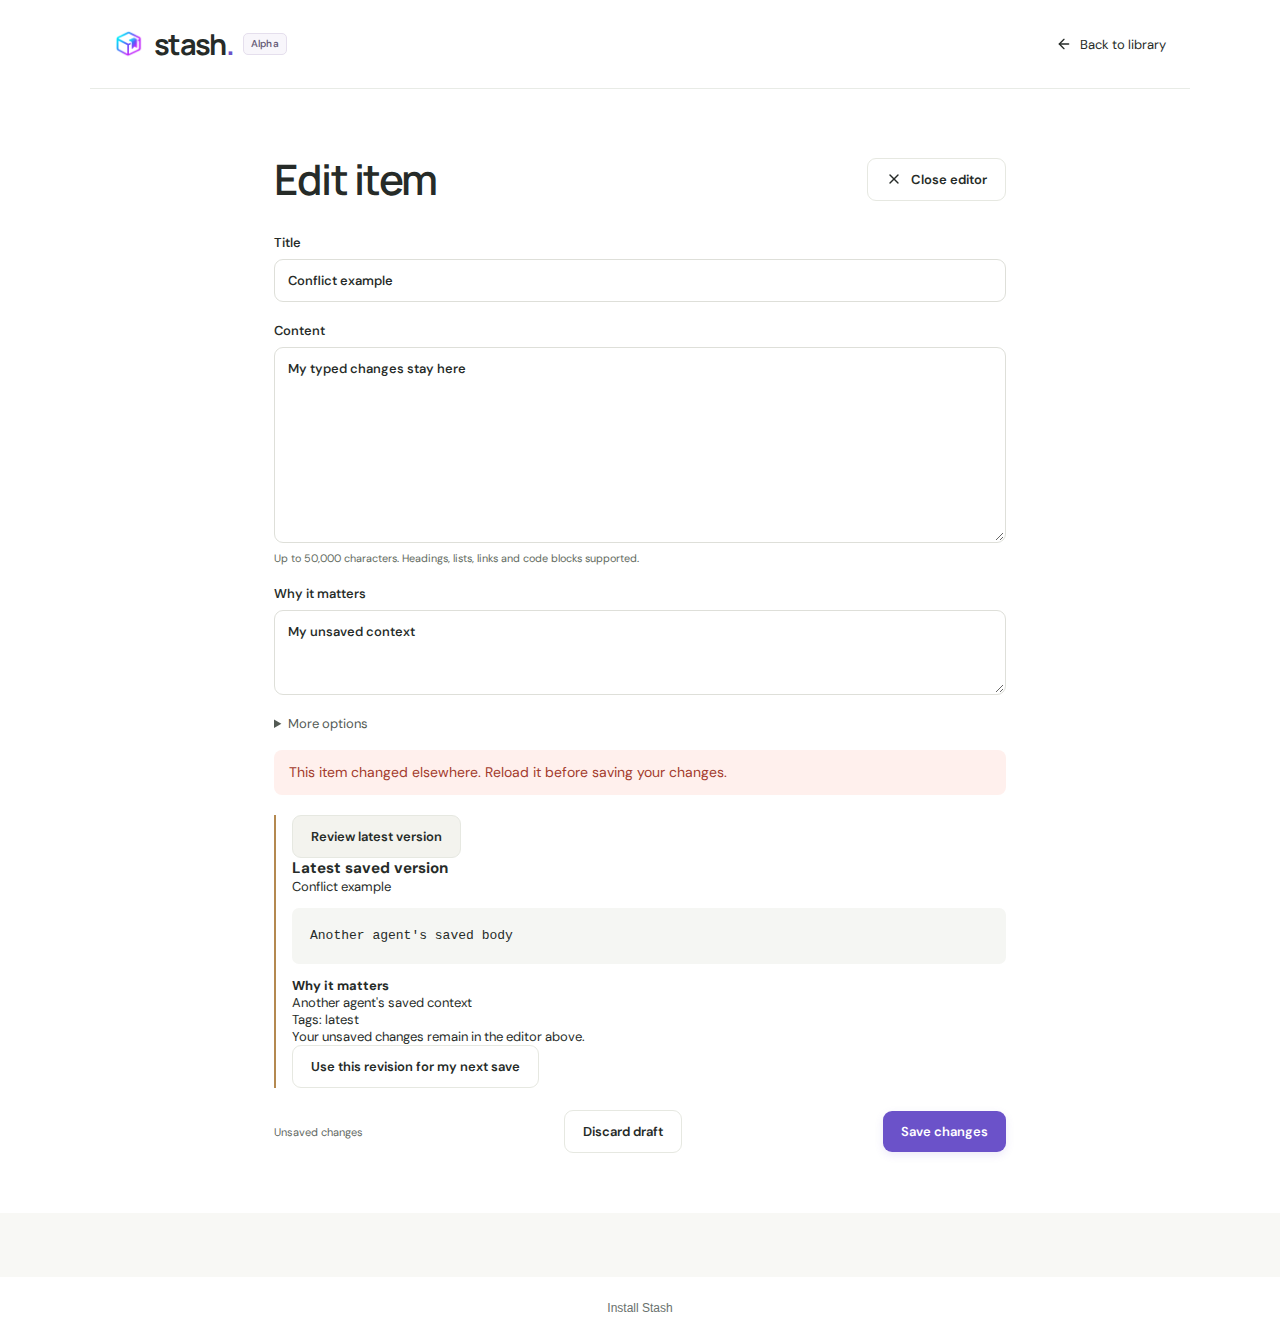 stash.
Alpha
Back to library
Edit item
Close editor
Title
Conflict example
Content
My typed changes stay here
Up to 50,000 characters. Headings, lists, links and code blocks supported.
Why it matters
My unsaved context
More options
This item changed elsewhere. Reload it before saving your changes.
Review latest version
Latest saved version
Conflict example
Another agent's saved body
Why it matters
Another agent's saved context
Tags: latest
Your unsaved changes remain in the editor above.
Use this revision for my next save
Unsaved changes
Discard draft
Save changes
Install Stash